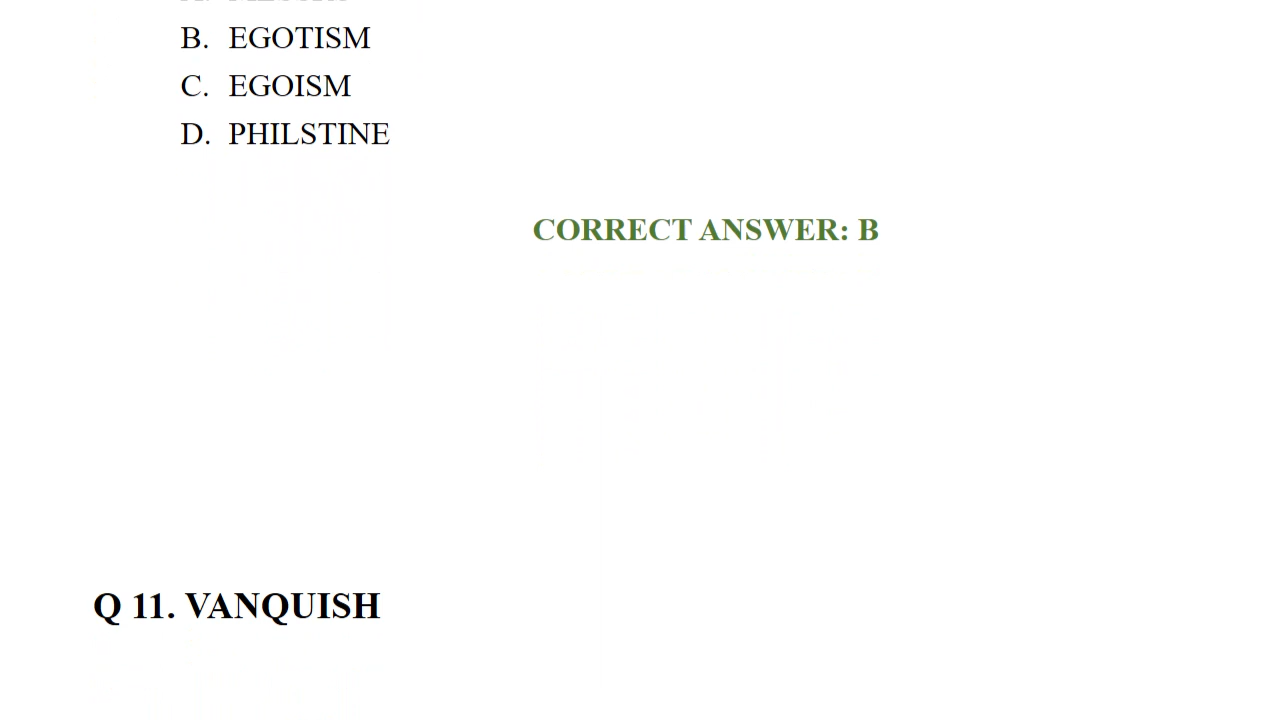 B. EGOTISM
C. EGOISM
D. PHILSTINE
CORRECT ANSWER: B
Q 11. VANQUISH